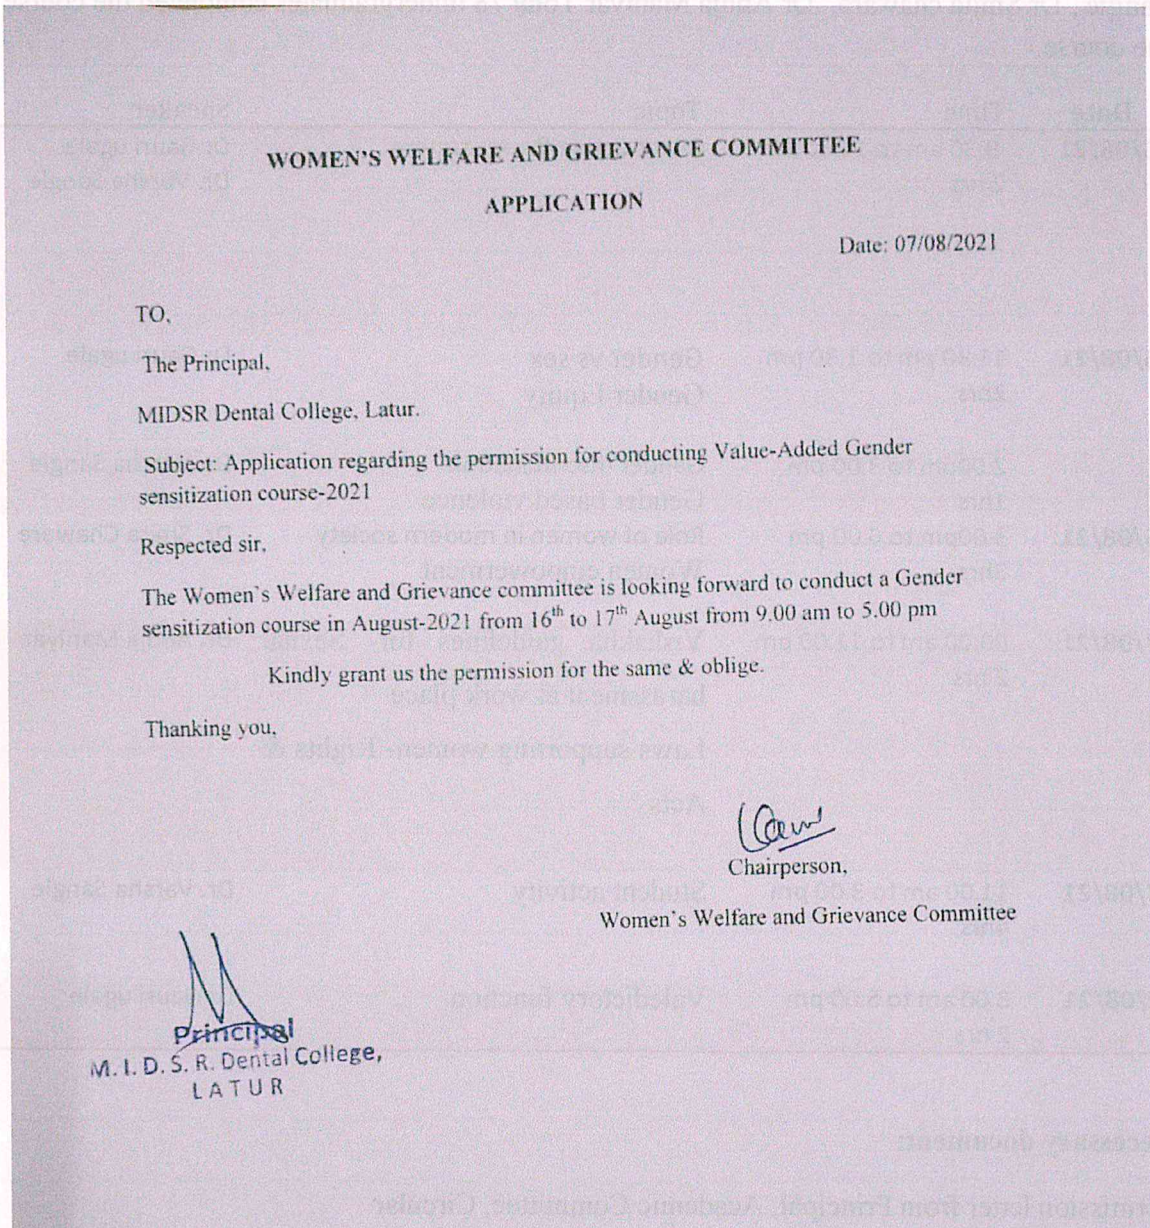 WOMEN'S WELFARE AND GRIEVANCE COMMITTEE
APPLICATION
Date: 07/08/2021
TO,
The Principal,
MIDSR Dental College, Latur.
Subject: Application regarding the permission for conducting Value-Added Gender
sensitization course-2021
Respected sir,
The Women`s Welfare and Grievance committee is looking forward to conduct a Gender
sensitization course in August-2021 from 16th to 17th August from 9.00 am to 5.00 pm
Kindly grant us the permission for the same & oblige.
Thanking you,
Chairperson,
Women's Welfare and Grievance Committee
Principal
M. I. D. S. R. Dental College,
LATUR